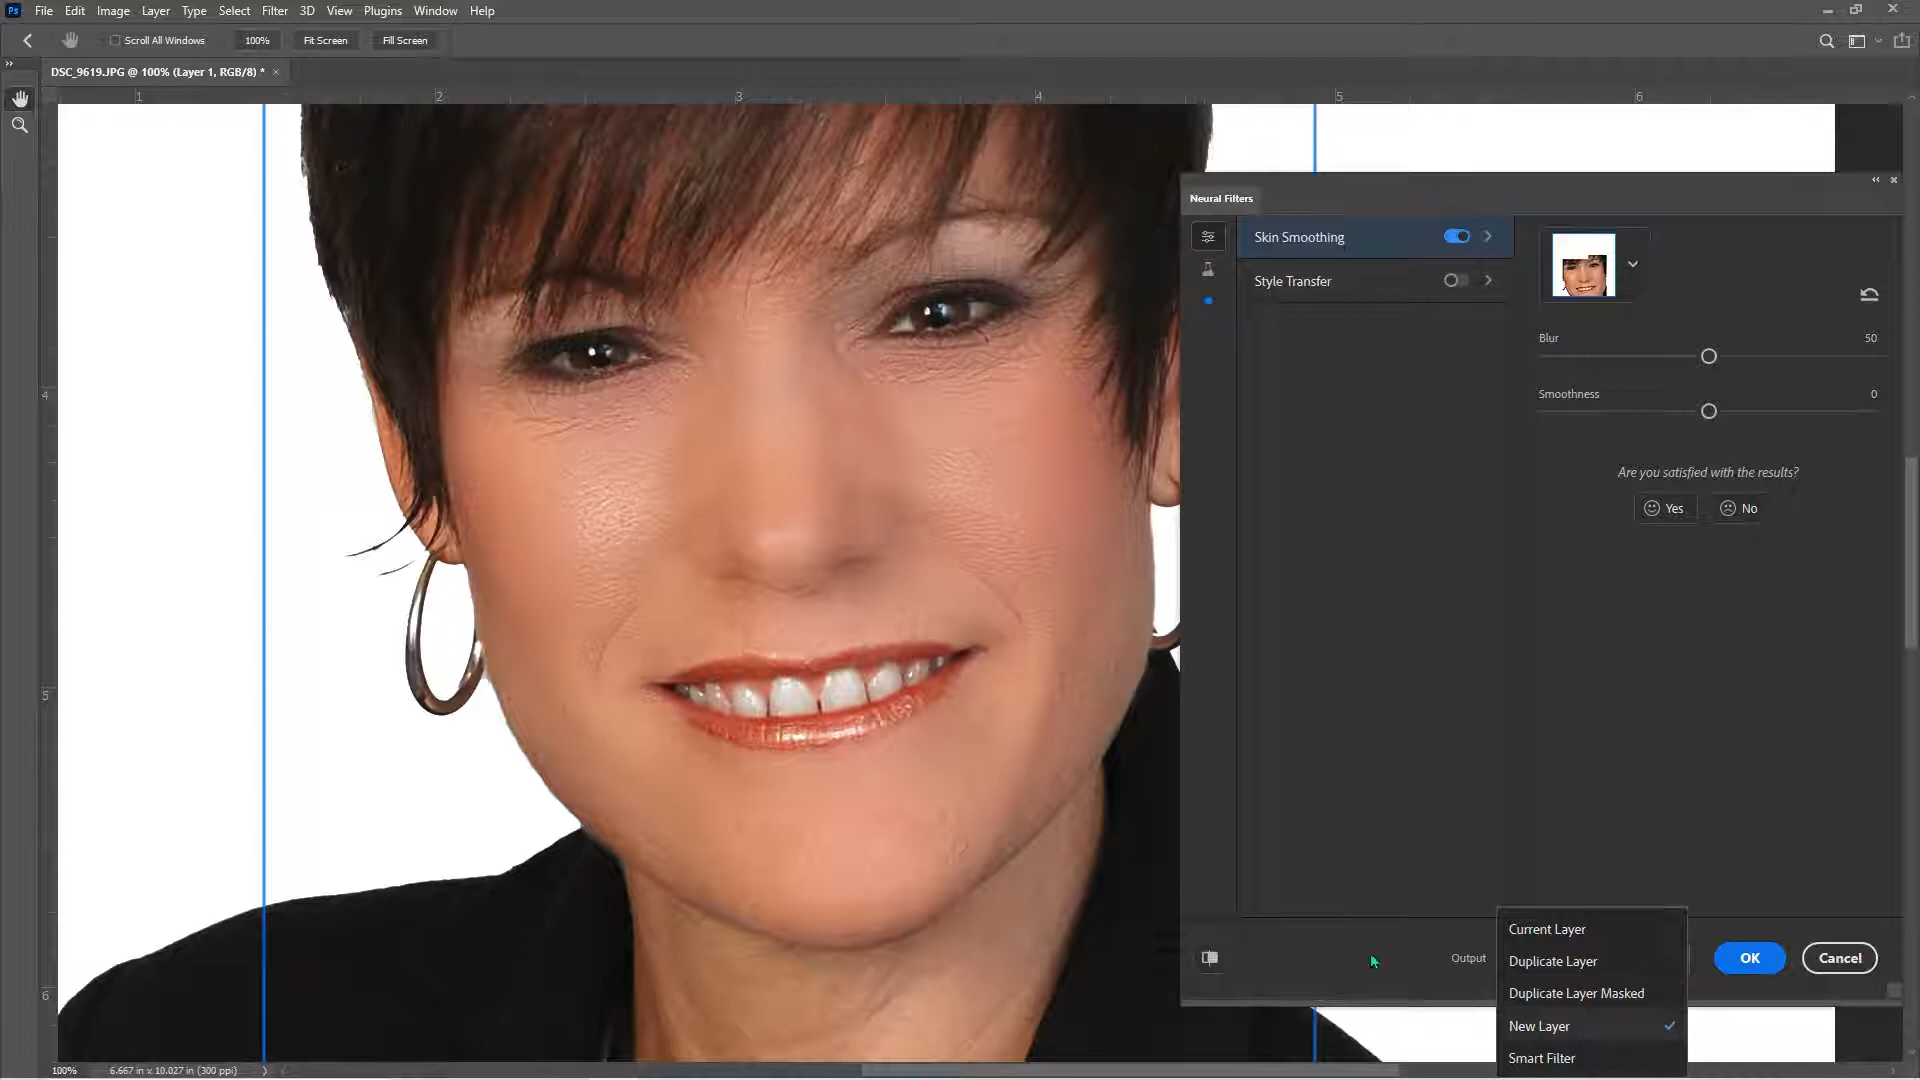 Ps File Edit Image Layer Type Select Filter 3D View Plugins Window Help
Scroll All Windows 100% Fit Screen Fill Screen
DSC_9619.JPG @ 100% (Layer 1, RGB/8) *
1 2 3 4 5 6
Neural Filters
Skin Smoothing
Style Transfer
Blur 50
Smoothness 0
Are you satisfied with the results?
Yes No
4
5
6
Current Layer
Output
OK
Cancel
Duplicate Layer
Duplicate Layer Masked
New Layer
Smart Filter
100% 6.667 in x 10.027 in (300 ppi)